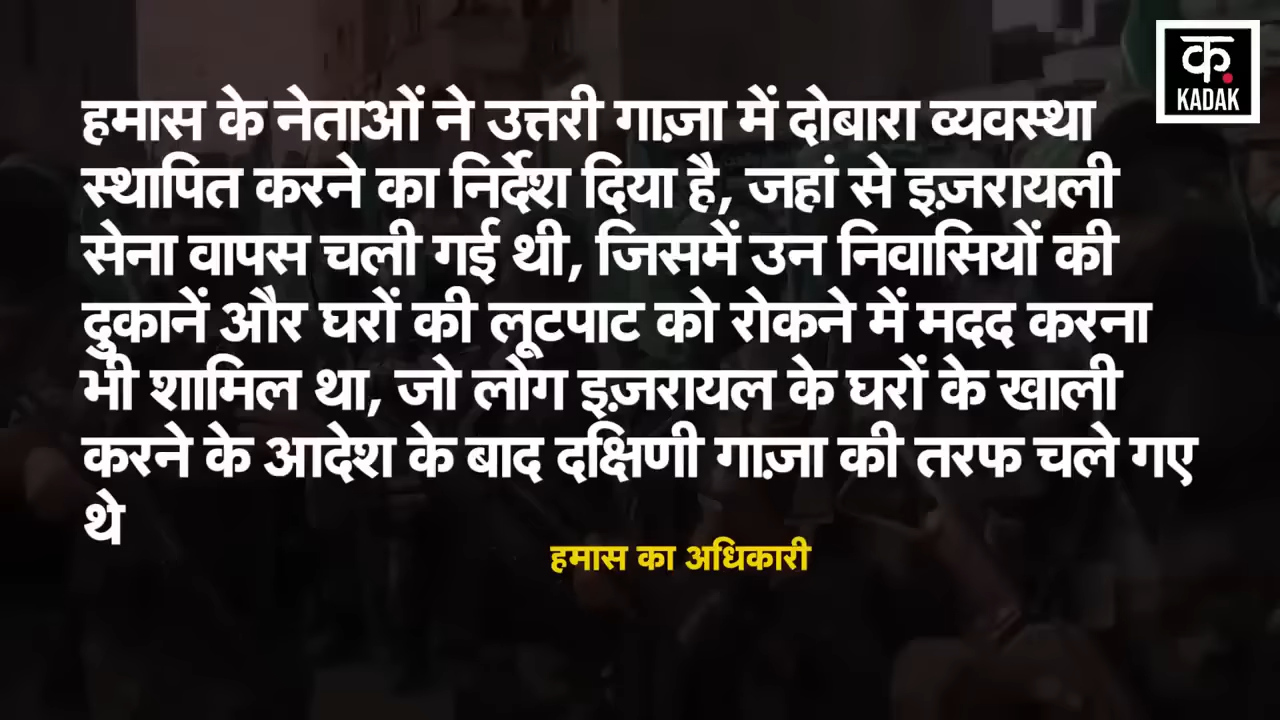 क
KADAK
हमास के नेताओं ने उत्तरी गाज़ा में दोबारा व्यवस्था
स्थापित करने का निर्देश दिया है, जहां से इज़रायली
सेना वापस चली गई थी, जिसमें उन निवासियों की
दुकानें और घरों की लूटपाट को रोकने में मदद करना
भी शामिल था, जो लोग इज़रायल के घरों के खाली
करने के आदेश के बाद दक्षिणी गाज़ा की तरफ चले गए
थे
हमास का अधिकारी